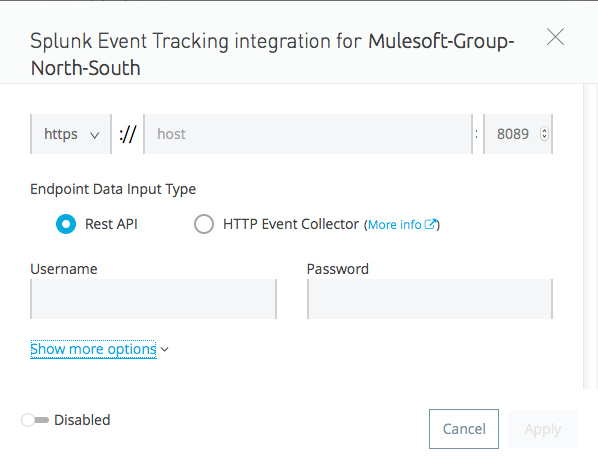 Splunk Event Tracking integration for Mulesoft-Group-
North-South
https :// host : 8089
Endpoint Data Input Type
Rest API HTTP Event Collector (More info)
Username Password
Show more options
Disabled Cancel Apply